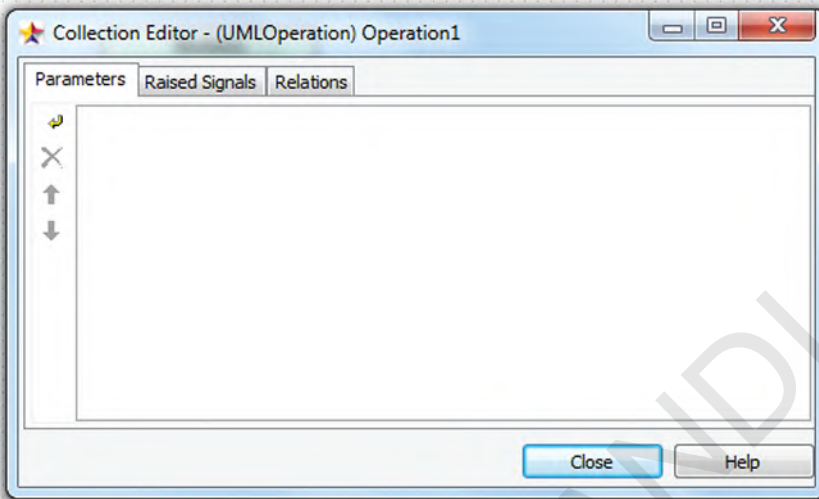 Collection Editor - (UMLOperation) Operation1
Parameters Raised Signals Relations
Close Help